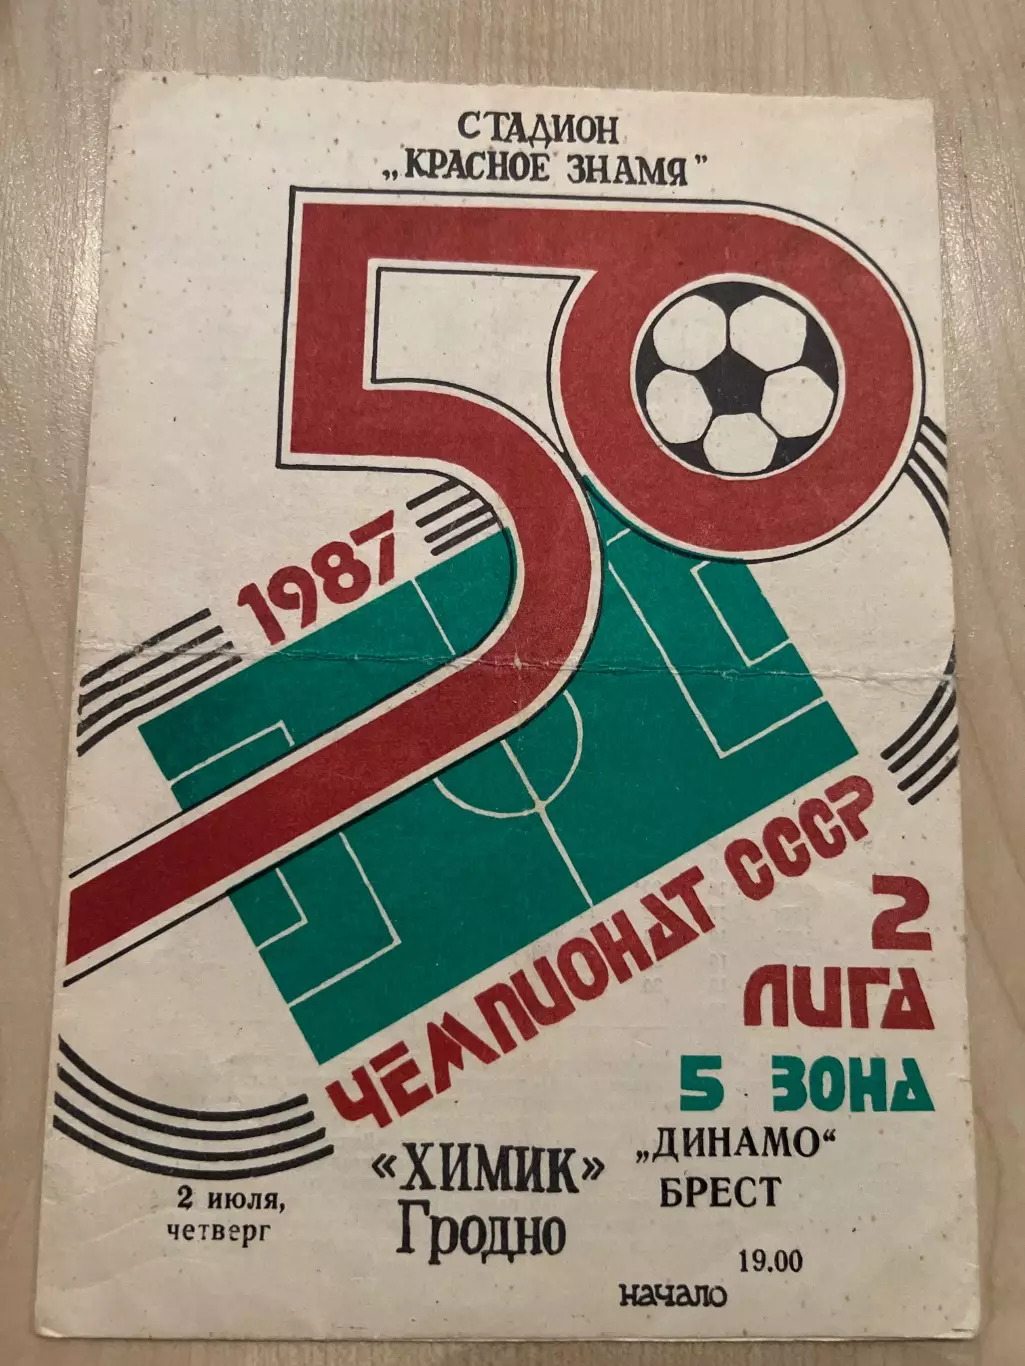 СТАДИОН
„КРАСНОЕ ЗНАМЯ”
50
1987
ЧЕМПИОНАТ СССР
2
ЛИГА
5 ЗОНА
«ХИМИК»
Гродно
„ДИНАМО“
БРЕСТ
2 июля,
четверг
19.00
начало